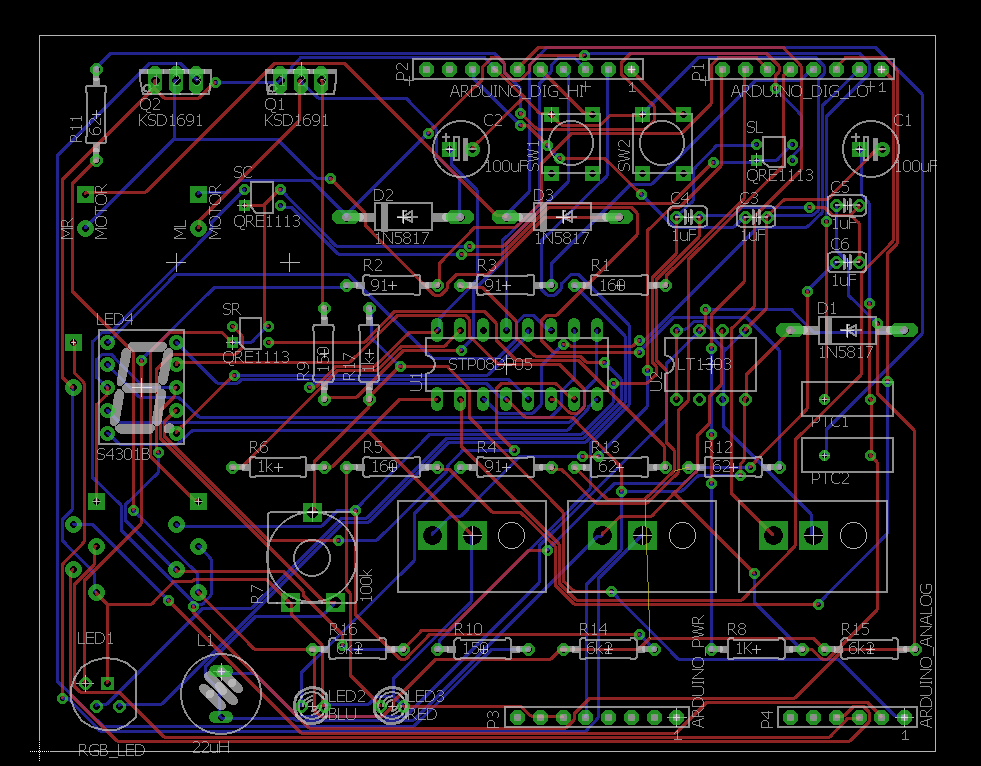 P2
ARDUINO_DIG_HI
1
P1
ARDUINO_DIG_LO
1
Q2
KSD1691
Q1
KSD1691
R11
62+
C2
100uF
SW1
SW2
SL
QRE1113
C1
100uF
MR
MOTOR
ML
MOTOR
SC
QRE1113
D2
1N5817
D3
1N5817
C4
1uF
C3
1uF
C5
1uF
C6
1uF
R2
91+
R3
91+
R1
160
D1
1N5817
LED4
S4301B
SR
QRE1113
R9
150
R17
1k+
U1
STP08DP05
LT1303
PTC1
PTC2
R6
1k+
R5
160
R4
91+
R13
62+
R12
62+
R7
100K
LED1
RGB_LED
L1
22uH
R16
6k2
R10
150
R14
6k2
R8
1K+
R15
6k2
LED2
BLU
LED3
RED
P3
ARDUINO_PWR
1
P4
ARDUINO_ANALOG
1